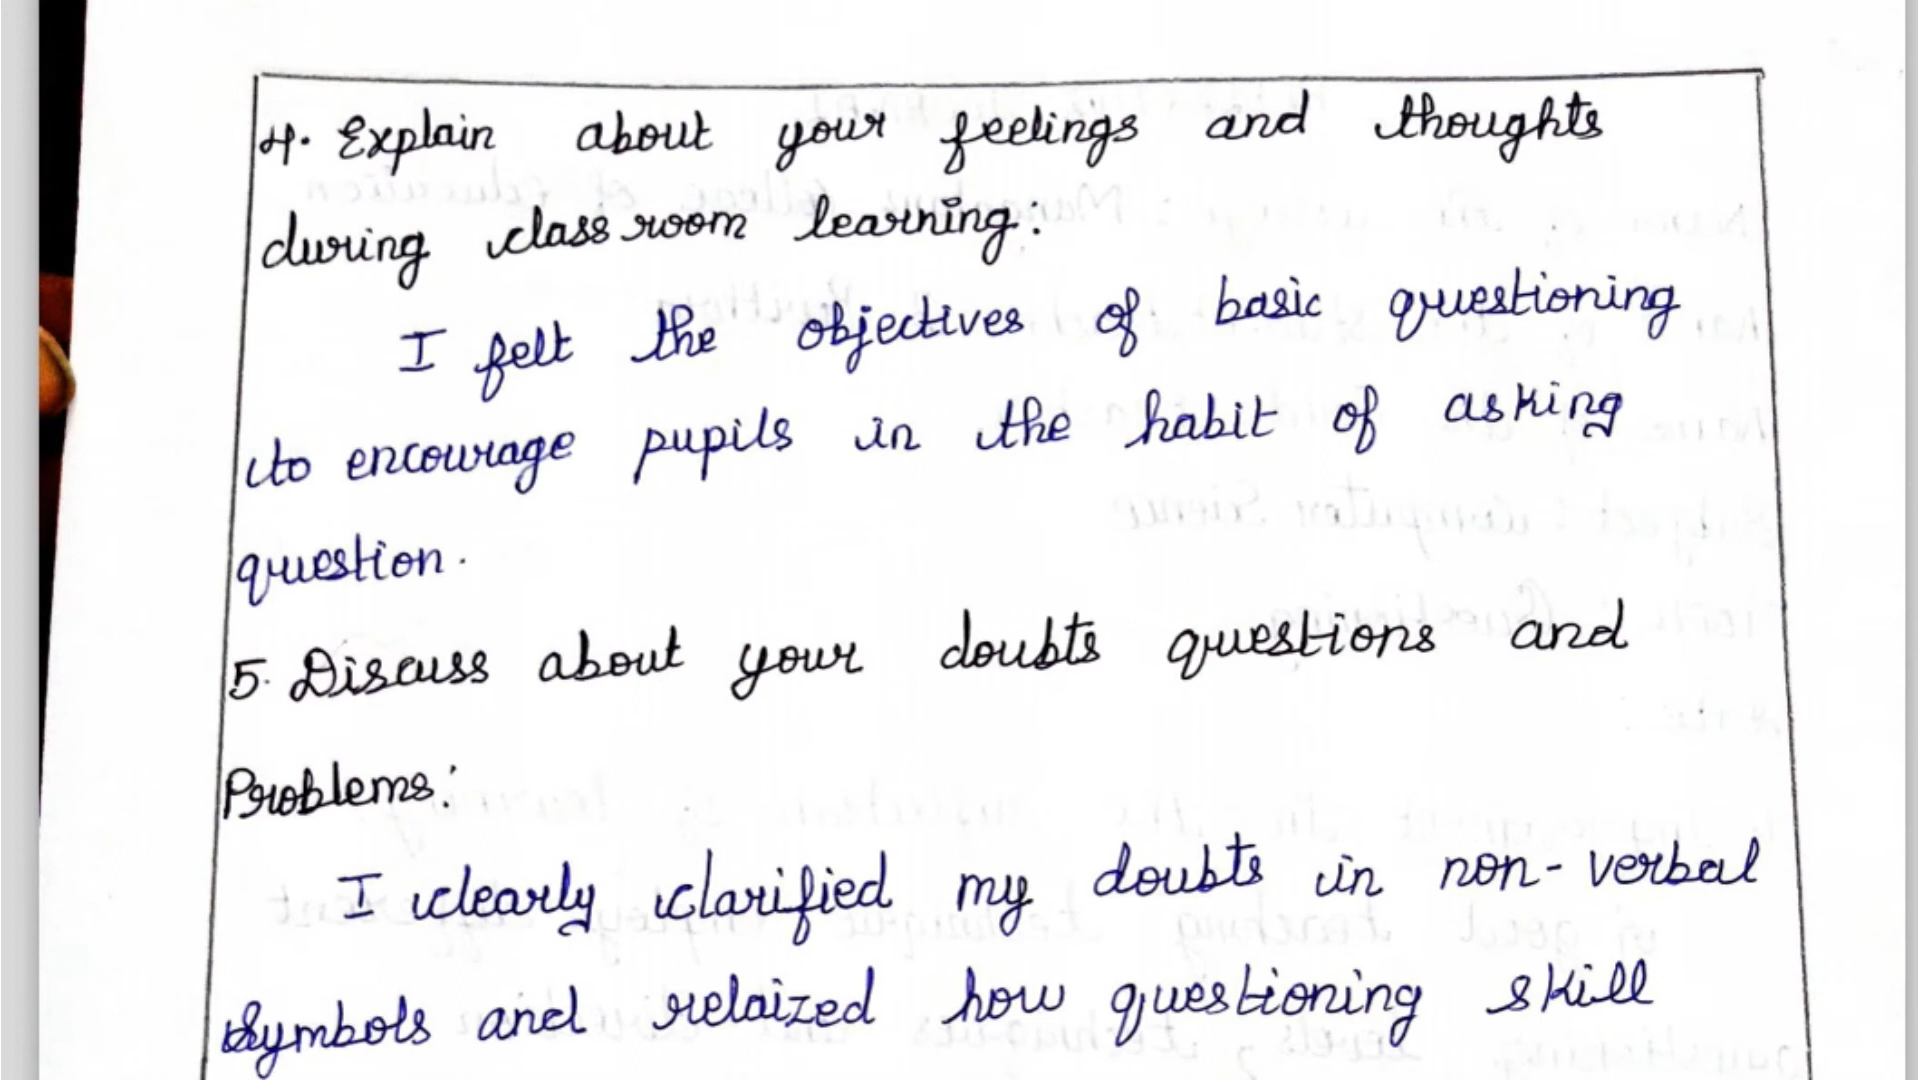 4. Explain about your feelings and thoughts
during class room learning:
I felt the objectives of basic questioning
to encourage pupils in the habit of asking
question.
5. Discuss about your doubts questions and
Problems:
I clearly clarified my doubts in non-verbal
Symbols and relaized how questioning skill